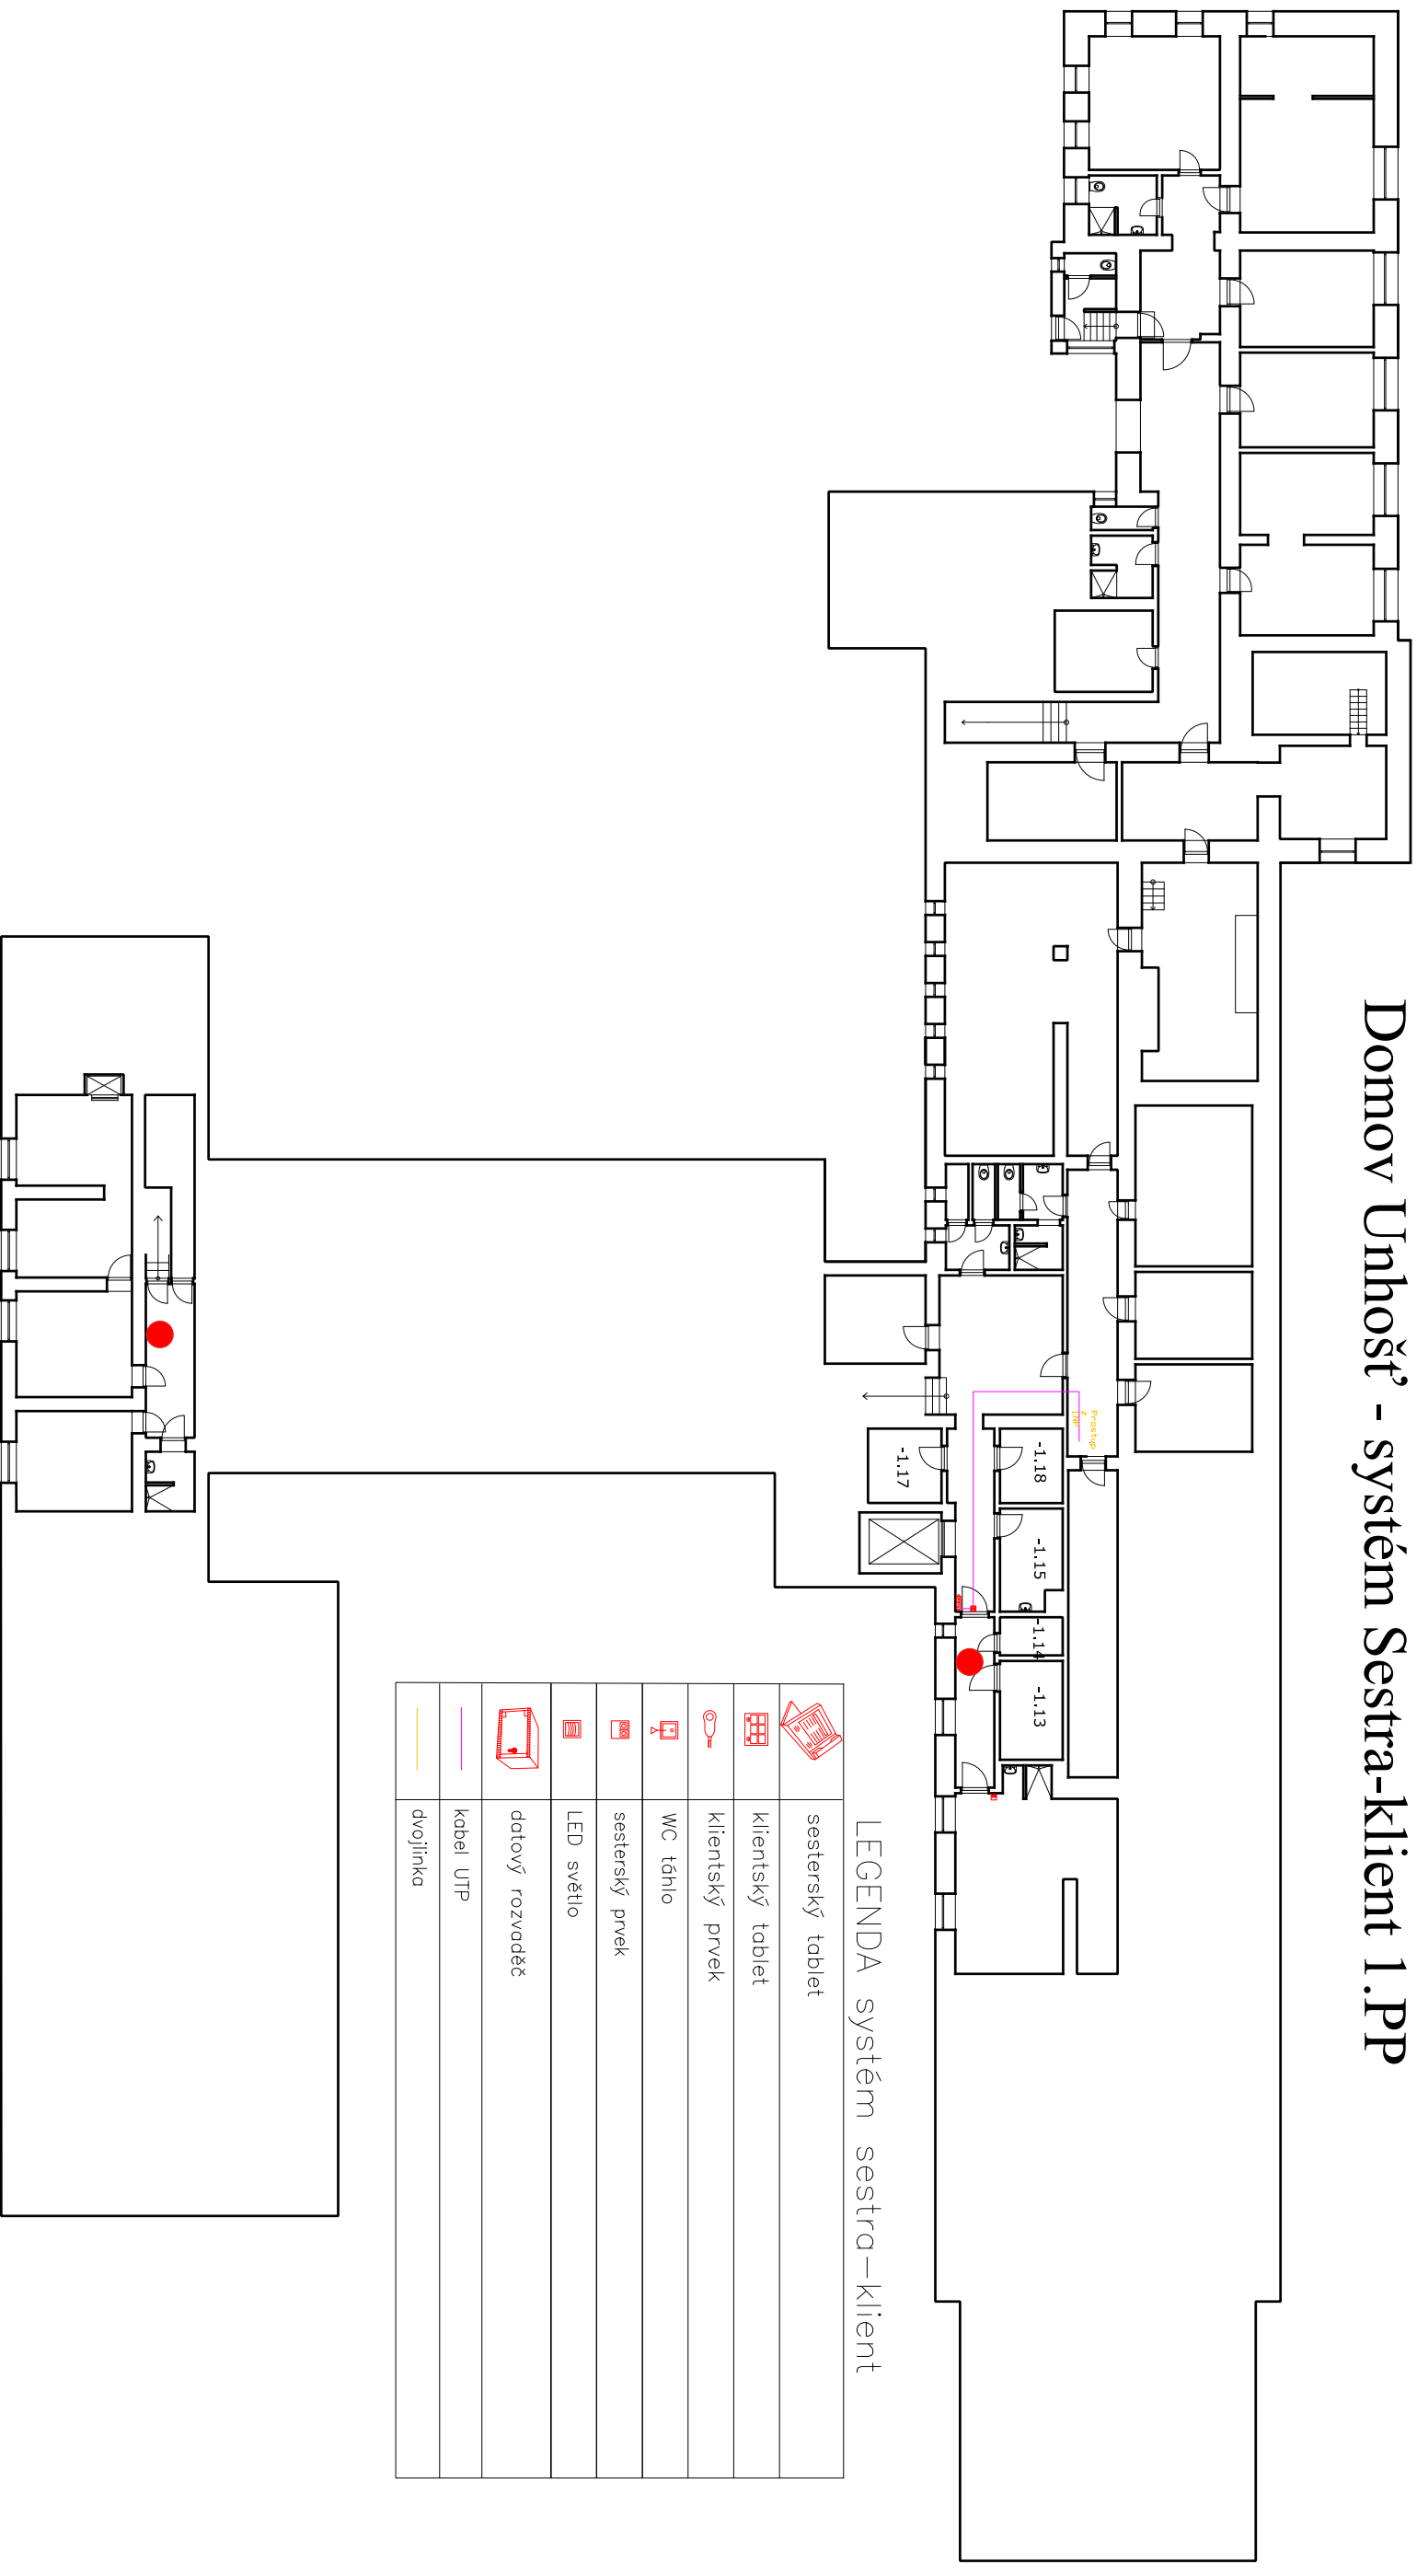 Domov Unhošť - systém Sestra-klient 1.PP
Prostup
z
1NP
-1.18
-1.17
-1.15
-1.14
-1.13
LEGENDA systém sestra-klient
sesterský tablet
klientský tablet
klientský prvek
WC táhlo
sesterský prvek
LED světlo
datový rozvaděč
kabel UTP
dvojlinka